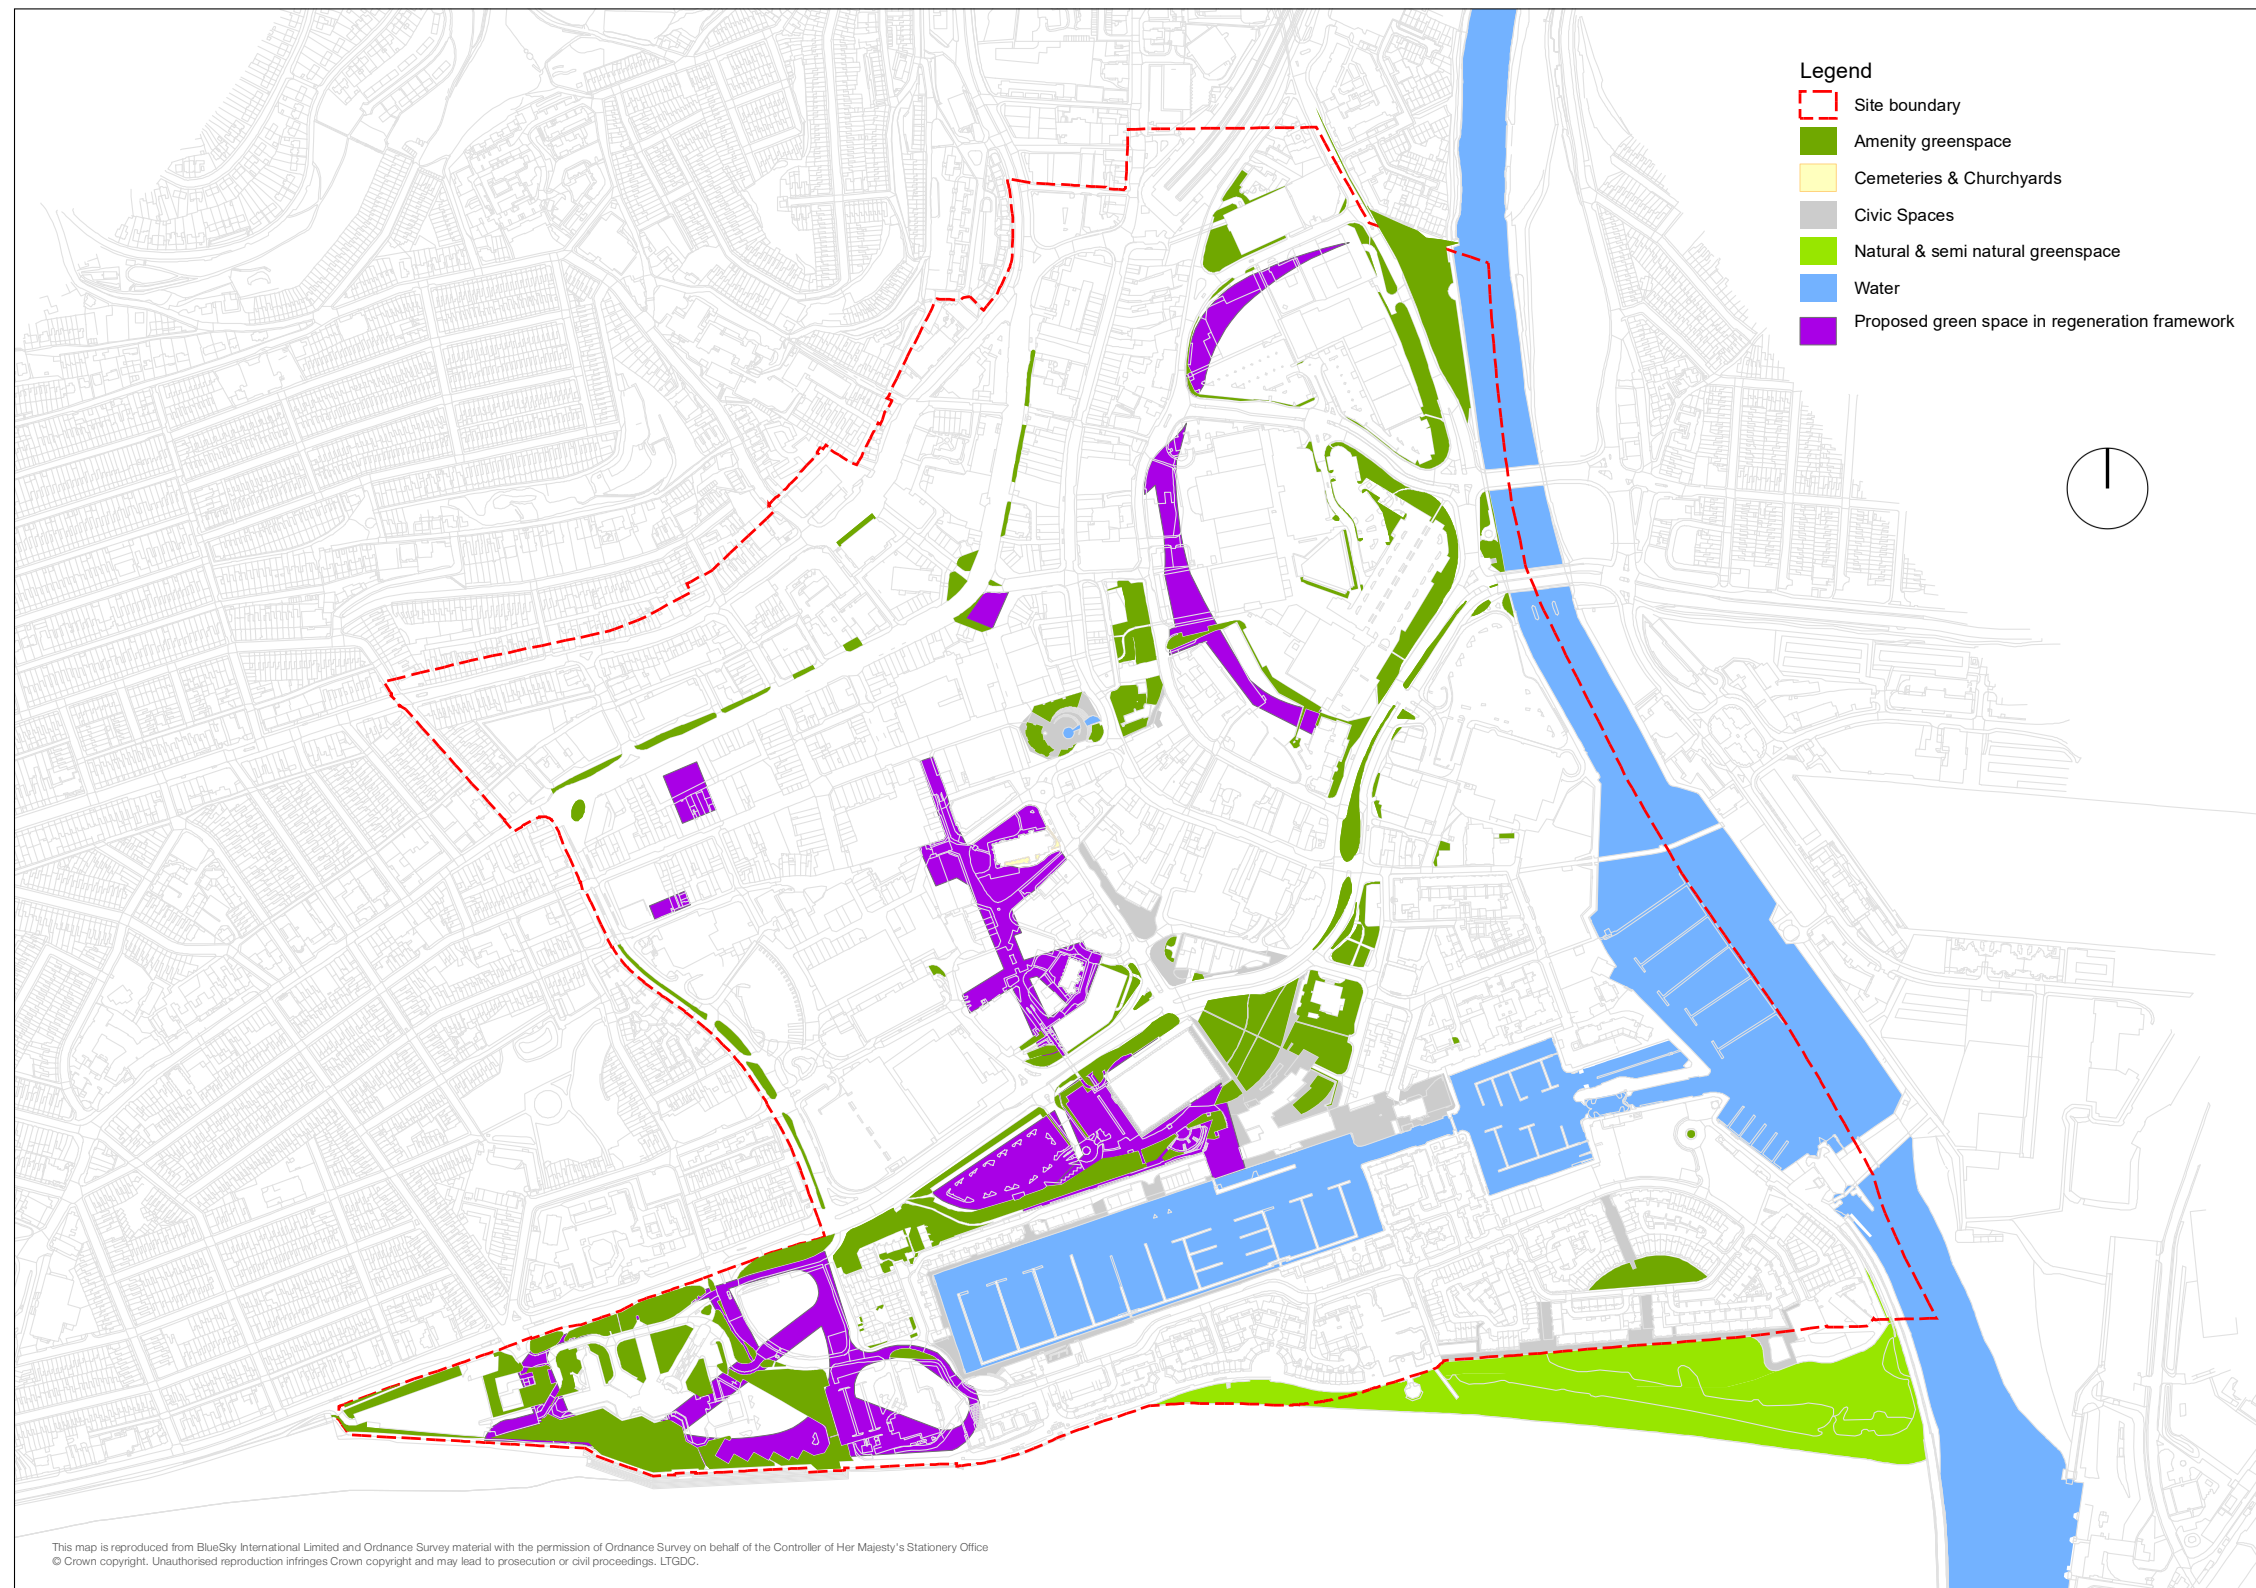 Legend
Site boundary
Amenity greenspace
Cemeteries & Churchyards
Civic Spaces
Natural & semi natural greenspace
Water
Proposed green space in regeneration framework
This map is reproduced from BlueSky International Limited and Ordnance Survey material with the permission of Ordnance Survey on behalf of the Controller of Her Majesty's Stationery Office
© Crown copyright. Unauthorised reproduction infringes Crown copyright and may lead to prosecution or civil proceedings. LTGDC.